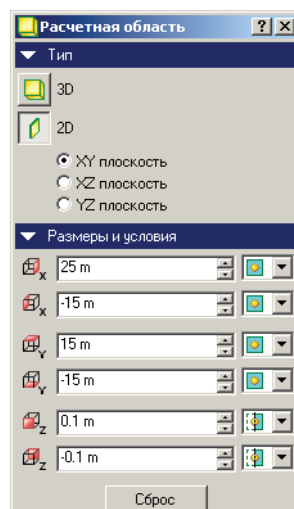 Расчетная область
Тип
3D
2D
XY плоскость
XZ плоскость
YZ плоскость
Размеры и условия
X 25 m
X -15 m
Y 15 m
Y -15 m
Z 0.1 m
Z -0.1 m
Сброс